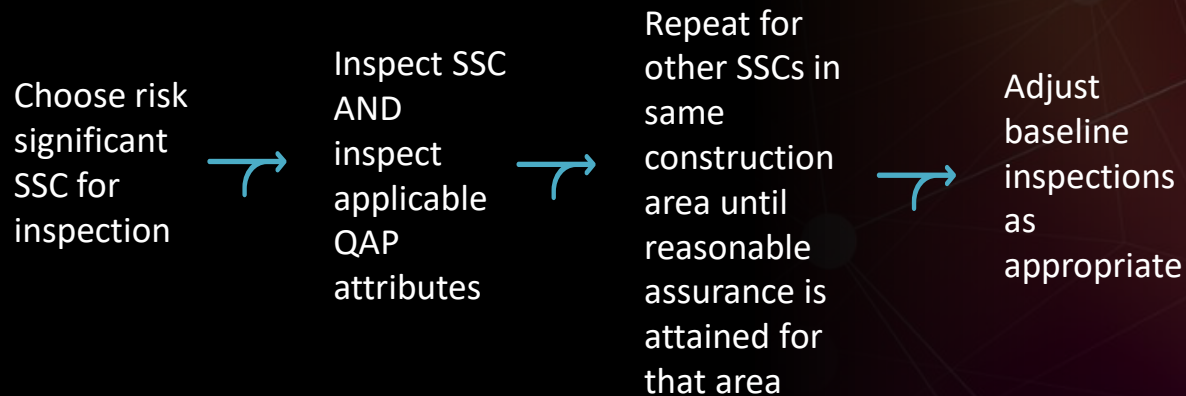 Choose risk
significant
SSC for
inspection
Inspect SSC
AND
inspect
applicable
QAP
attributes
Repeat for
other SSCs in
same
construction
area until
reasonable
assurance is
attained for
that area
Adjust
baseline
inspections
as
appropriate